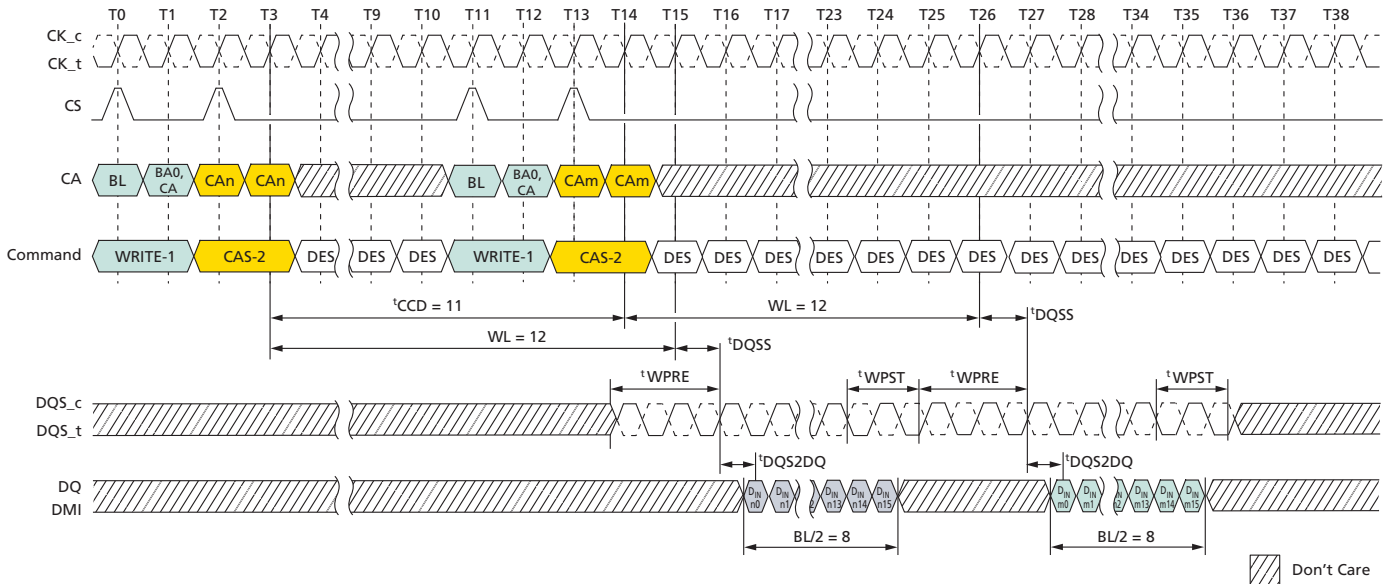 T0 T1 T2 T3 T4 T9 T10 T11 T12 T13 T14 T15 T16 T17 T23 T24 T25 T26 T27 T28 T34 T35 T36 T37 T38
CK_c
CK_t
CS
CA BL BA0, CA CAn CAn BL BA0, CA CAm CAm
Command WRITE-1 CAS-2 DES DES DES WRITE-1 CAS-2 DES DES DES DES DES DES DES DES DES DES DES DES DES DES
tCCD = 11 WL = 12 tDQSS
WL = 12 tDQSS
tWPRE tWPST tWPRE tWPST
DQS_c
DQS_t
tDQS2DQ tDQS2DQ
DQ
DMI
DIN n0 DIN n1 DIN n13 DIN n14 DIN n15 DIN m0 DIN m1 DIN m13 DIN m14 DIN m15
BL/2 = 8 BL/2 = 8
Don't Care